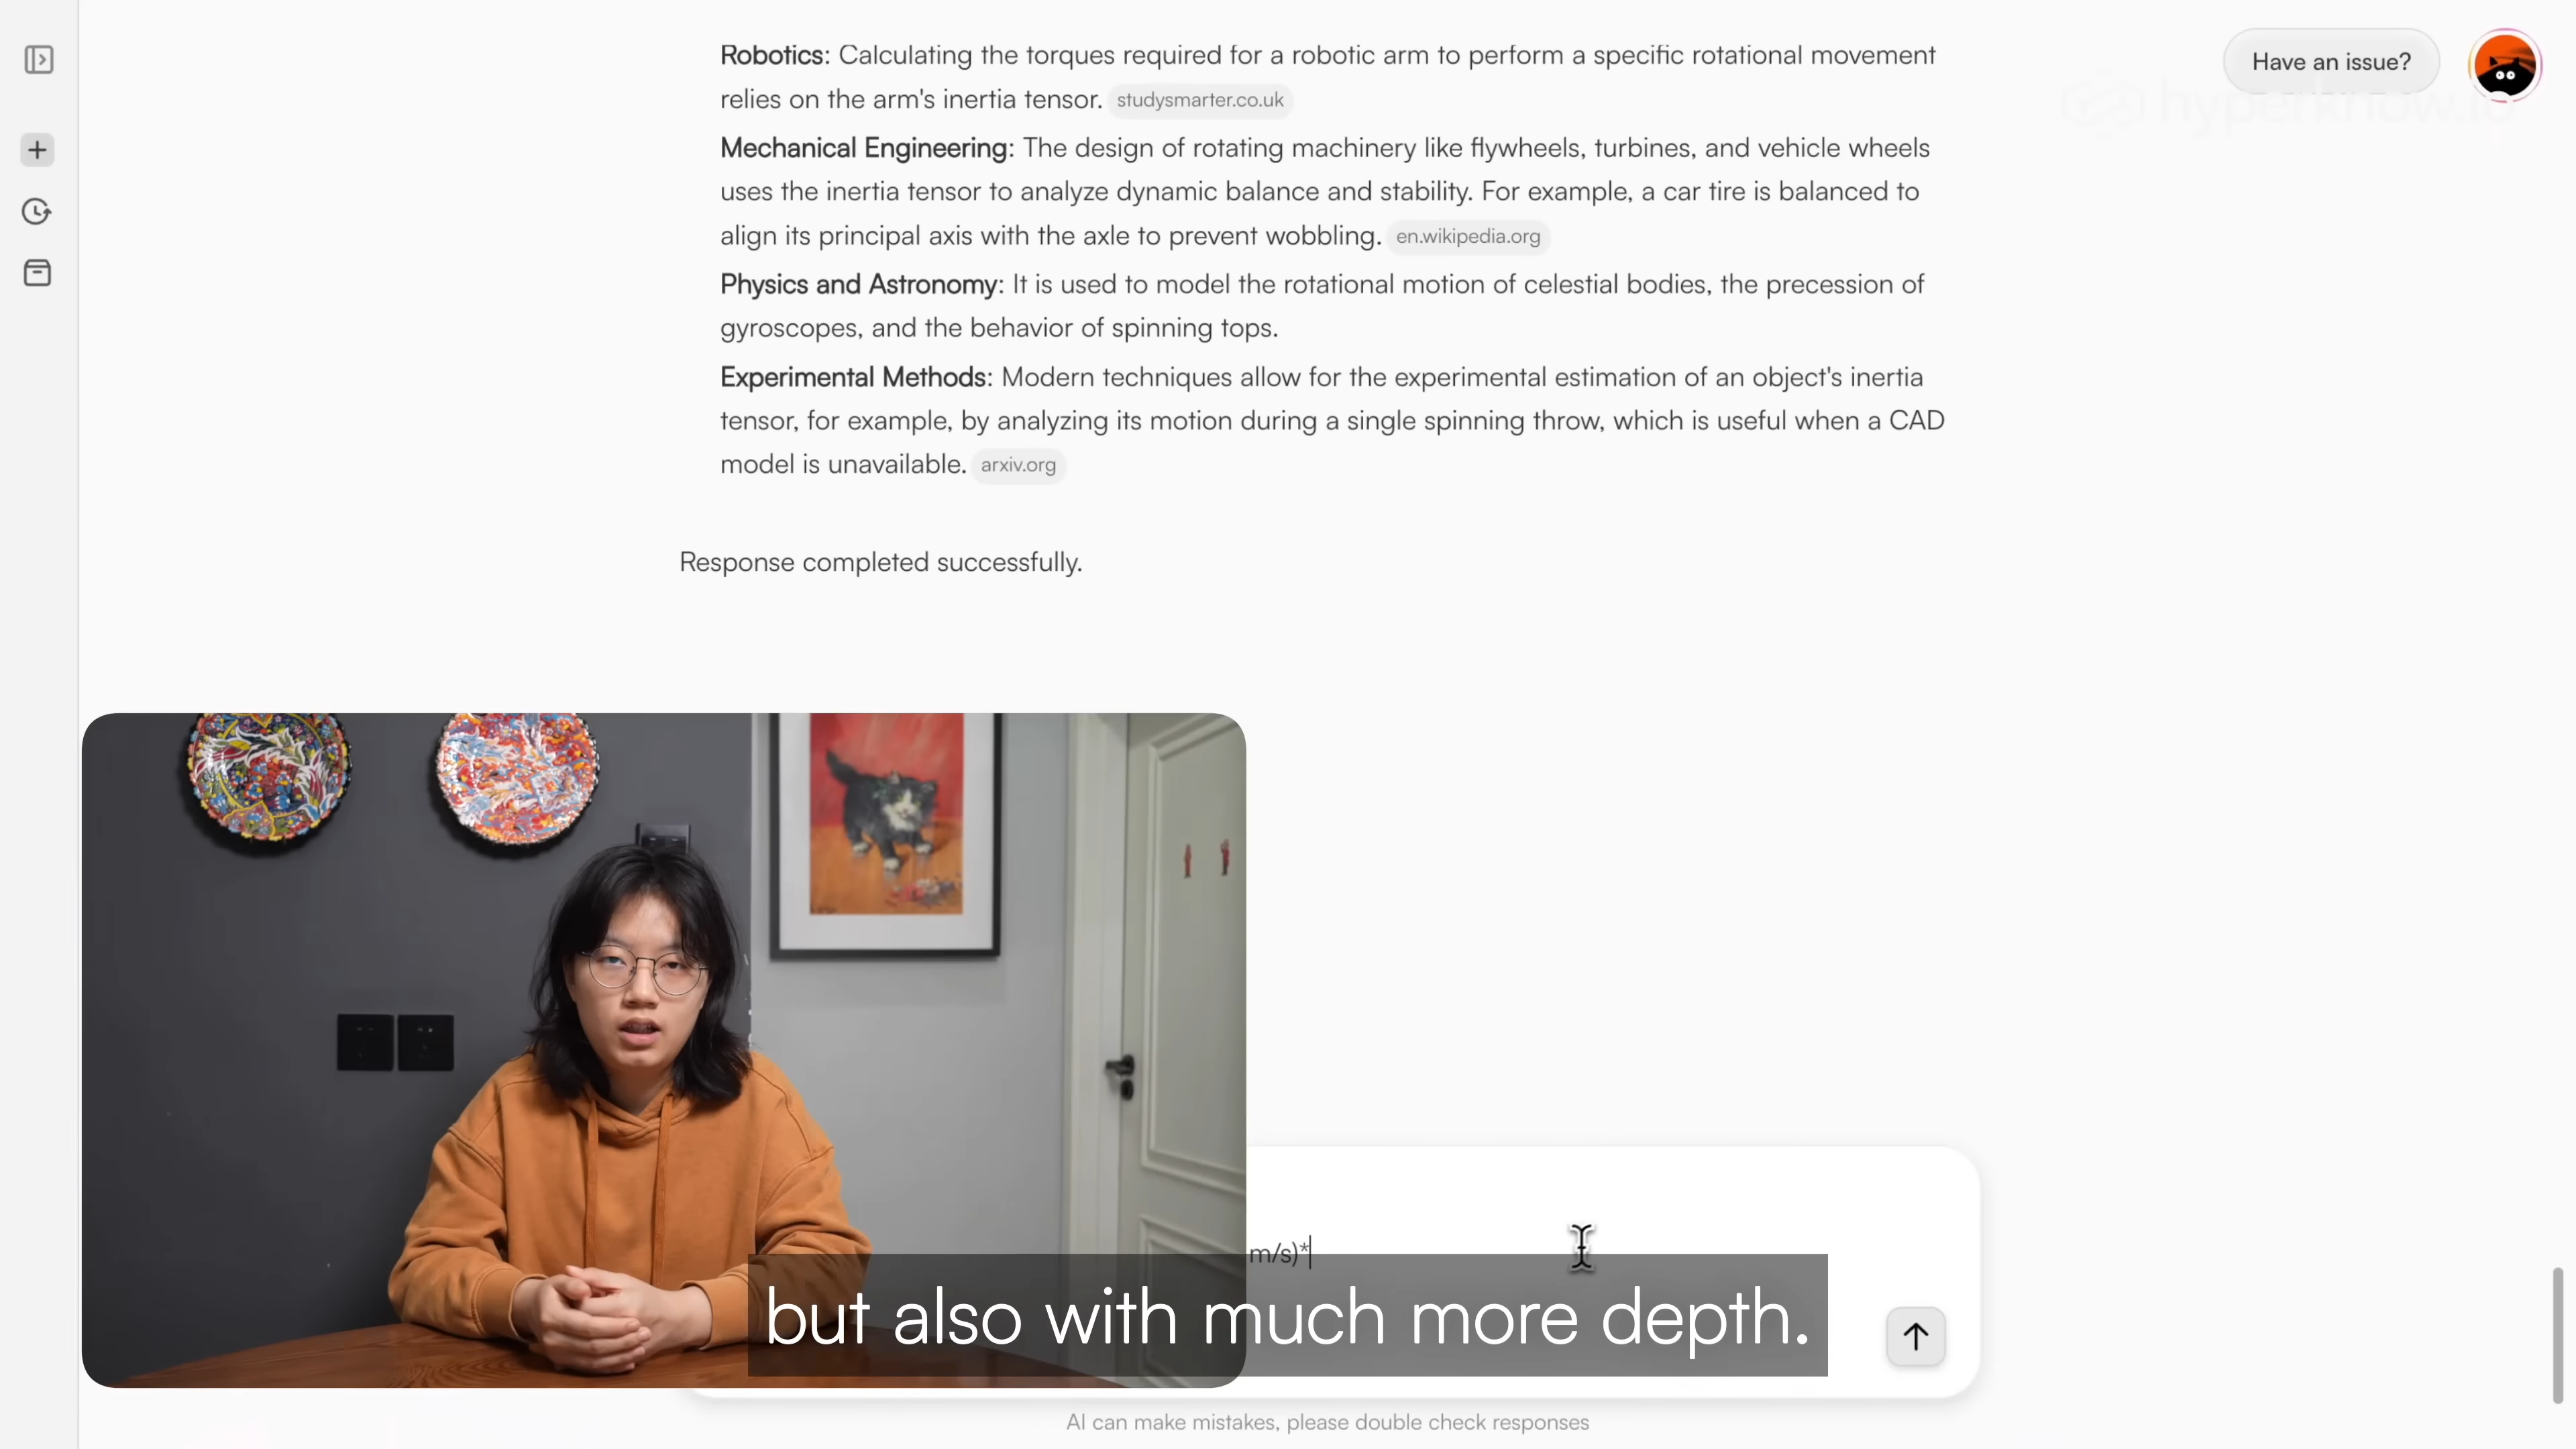 Robotics: Calculating the torques required for a robotic arm to perform a specific rotational movement
relies on the arm's inertia tensor. studysmarter.co.uk
Mechanical Engineering: The design of rotating machinery like flywheels, turbines, and vehicle wheels
uses the inertia tensor to analyze dynamic balance and stability. For example, a car tire is balanced to
align its principal axis with the axle to prevent wobbling. en.wikipedia.org
Physics and Astronomy: It is used to model the rotational motion of celestial bodies, the precession of
gyroscopes, and the behavior of spinning tops.
Experimental Methods: Modern techniques allow for the experimental estimation of an object's inertia
tensor, for example, by analyzing its motion during a single spinning throw, which is useful when a CAD
model is unavailable. arxiv.org
Response completed successfully.
Have an issue?
hyperknow.io
m/s)*
but also with much more depth.
AI can make mistakes, please double check responses